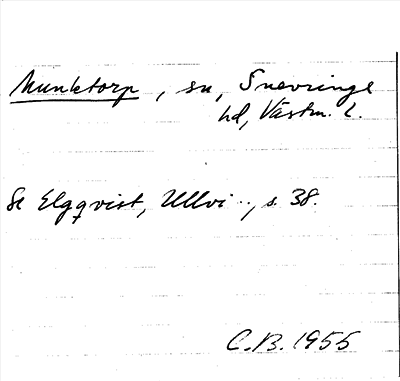 Munktorp, sn, Snevringe
hd, Västm. l.
Se Elgqvist, Ullvi .., s. 38.
C.B. 1955